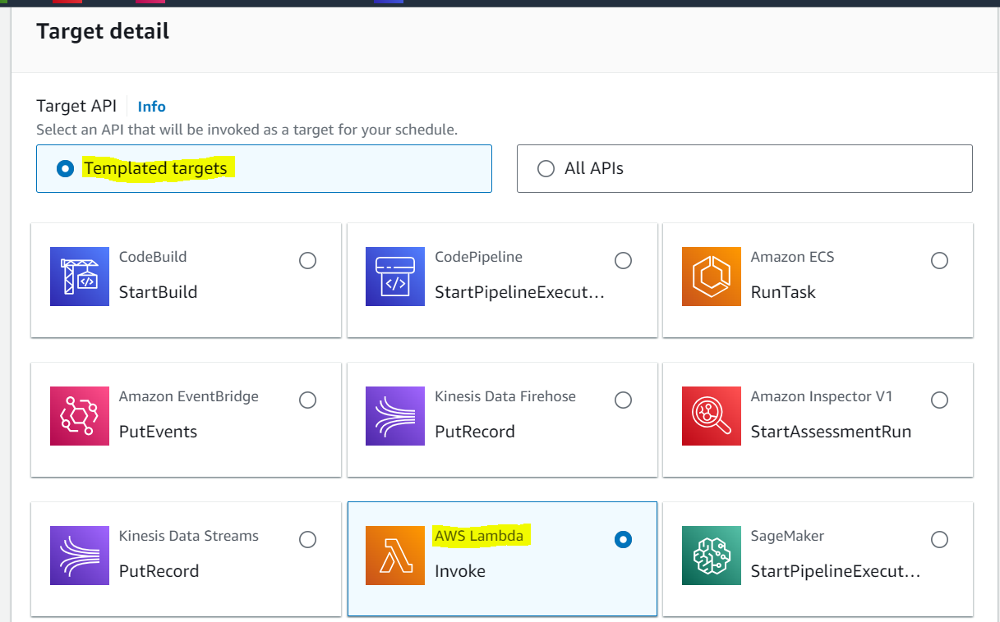 Target detail
Target API Info
Select an API that will be invoked as a target for your schedule.
Templated targets
All APIs
CodeBuild
StartBuild
CodePipeline
StartPipelineExecut...
Amazon ECS
RunTask
Amazon EventBridge
PutEvents
Kinesis Data Firehose
PutRecord
Amazon Inspector V1
StartAssessmentRun
Kinesis Data Streams
PutRecord
AWS Lambda
Invoke
SageMaker
StartPipelineExecut...